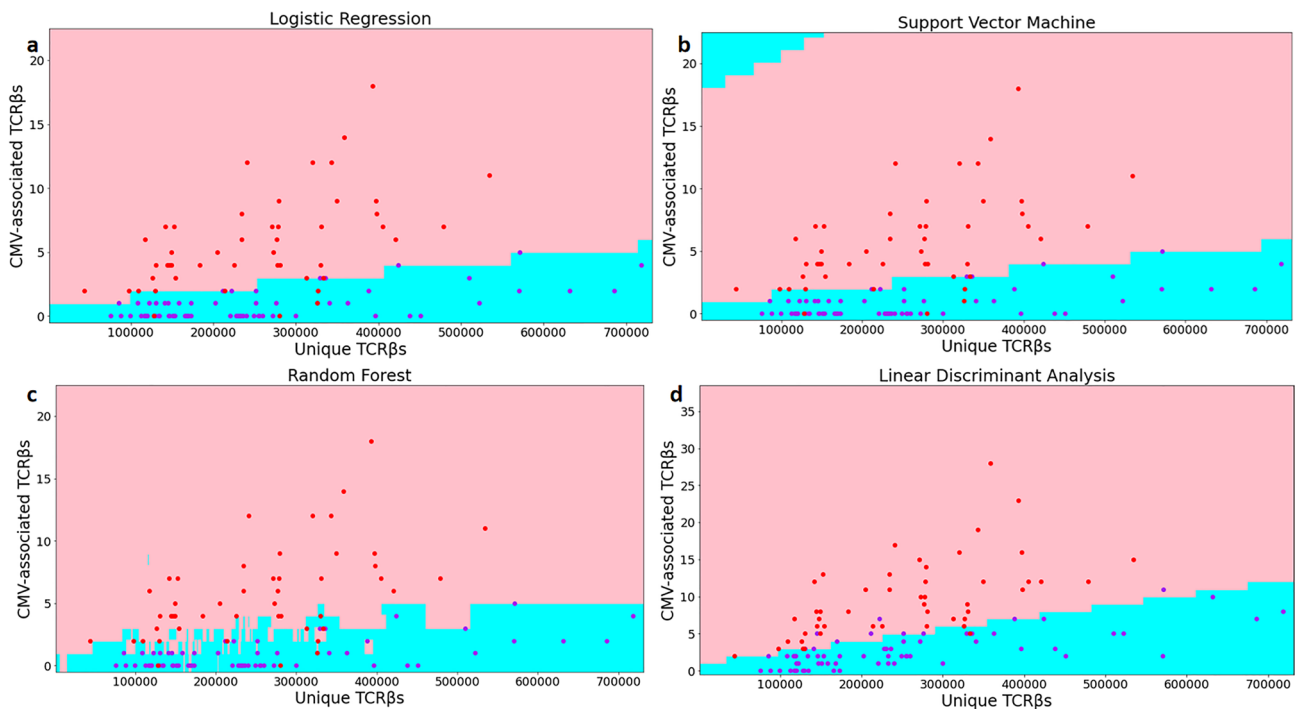 Logistic Regression
a
20
15
10
5
0
CMV-associated TCRβs
100000 200000 300000 400000 500000 600000 700000
Unique TCRβs
Support Vector Machine
b
20
15
10
5
0
CMV-associated TCRβs
100000 200000 300000 400000 500000 600000 700000
Unique TCRβs
Random Forest
c
20
15
10
5
0
CMV-associated TCRβs
100000 200000 300000 400000 500000 600000 700000
Unique TCRβs
Linear Discriminant Analysis
d
35
30
25
20
15
10
5
0
CMV-associated TCRβs
100000 200000 300000 400000 500000 600000 700000
Unique TCRβs